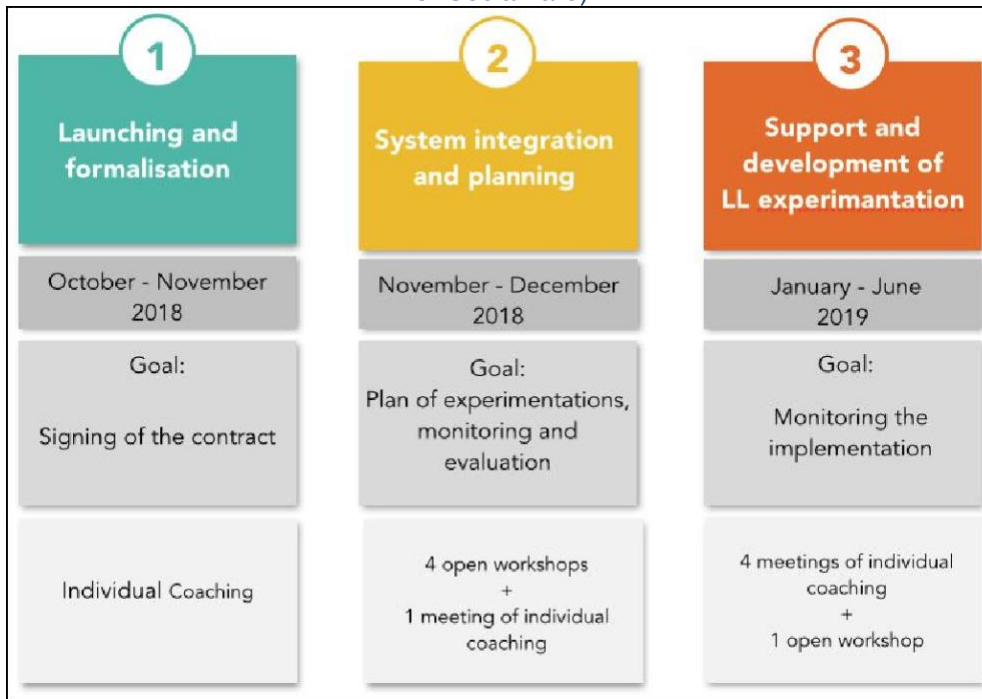 1
Launching and
formalisation
October - November
2018
Goal:
Signing of the contract
Individual Coaching
2
System integration
and planning
November - December
2018
Goal:
Plan of experimentations,
monitoring and
evaluation
4 open workshops
+
1 meeting of individual
coaching
3
Support and
development of
LL experimantation
January - June
2019
Goal:
Monitoring the
implementation
4 meetings of individual
coaching
+
1 open workshop